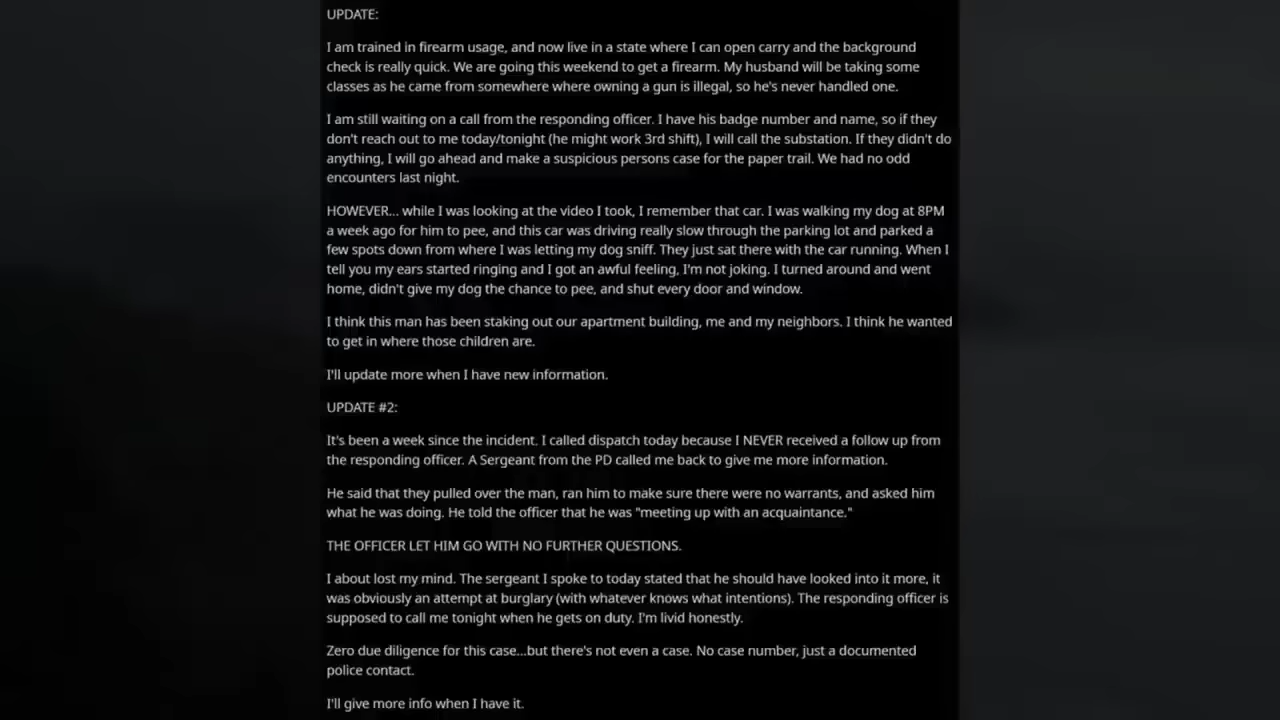 UPDATE:
I am trained in firearm usage, and now live in a state where I can open carry and the background
check is really quick. We are going this weekend to get a firearm. My husband will be taking some
classes as he came from somewhere where owning a gun is illegal, so he's never handled one.
I am still waiting on a call from the responding officer. I have his badge number and name, so if they
don't reach out to me today/tonight (he might work 3rd shift), I will call the substation. If they didn't do
anything, I will go ahead and make a suspicious persons case for the paper trail. We had no odd
encounters last night.
HOWEVER... while I was looking at the video I took, I remember that car. I was walking my dog at 8PM
a week ago for him to pee, and this car was driving really slow through the parking lot and parked a
few spots down from where I was letting my dog sniff. They just sat there with the car running. When I
tell you my ears started ringing and I got an awful feeling, I'm not joking. I turned around and went
home, didn't give my dog the chance to pee, and shut every door and window.
I think this man has been staking out our apartment building, me and my neighbors. I think he wanted
to get in where those children are.
I'll update more when I have new information.
UPDATE #2:
It's been a week since the incident. I called dispatch today because I NEVER received a follow up from
the responding officer. A Sergeant from the PD called me back to give me more information.
He said that they pulled over the man, ran him to make sure there were no warrants, and asked him
what he was doing. He told the officer that he was "meeting up with an acquaintance."
THE OFFICER LET HIM GO WITH NO FURTHER QUESTIONS.
I about lost my mind. The sergeant I spoke to today stated that he should have looked into it more, it
was obviously an attempt at burglary (with whatever knows what intentions). The responding officer is
supposed to call me tonight when he gets on duty. I'm livid honestly.
Zero due diligence for this case...but there's not even a case. No case number, just a documented
police contact.
I'll give more info when I have it.